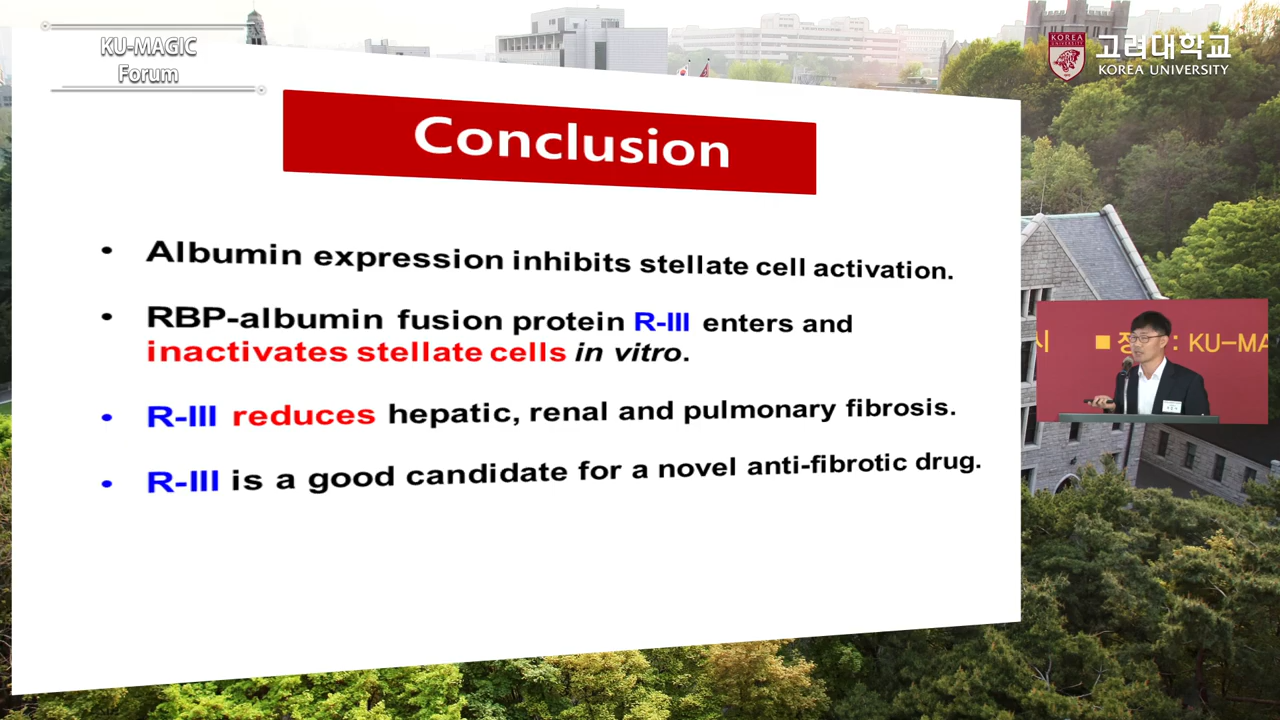 KU-MAGIC
Forum
KOREA
고려대학교
KOREA UNIVERSITY
Conclusion
• Albumin expression inhibits stellate cell activation.
• RBP-albumin fusion protein R-III enters and
inactivates stellate cells in vitro.
• R-III reduces hepatic, renal and pulmonary fibrosis.
• R-III is a good candidate for a novel anti-fibrotic drug.
시 ■ : KU-MA